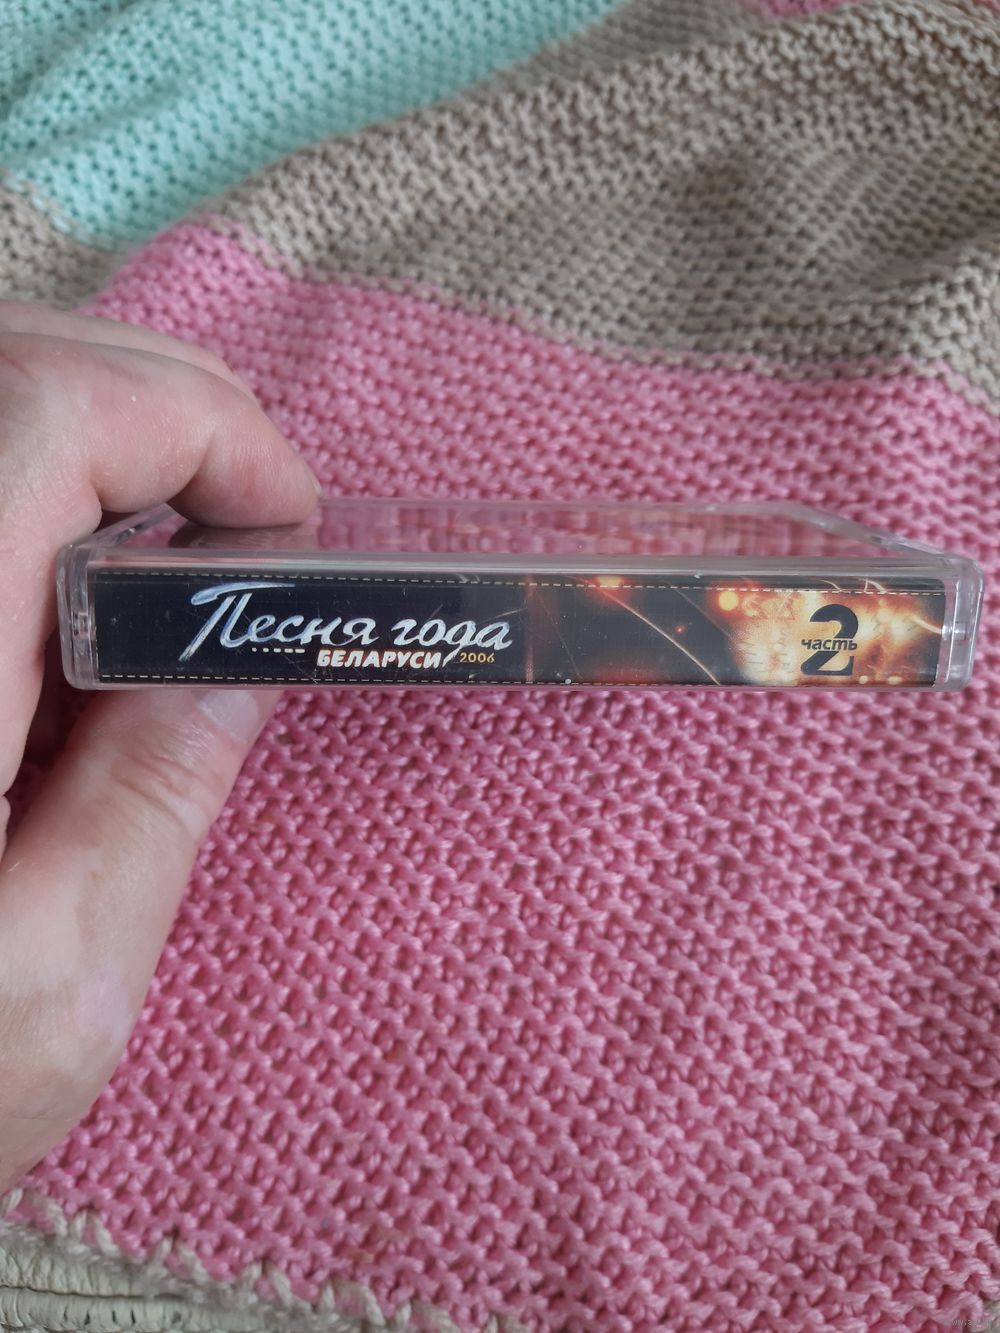 Песня года
БЕЛАРУСИ 2006
2
часть